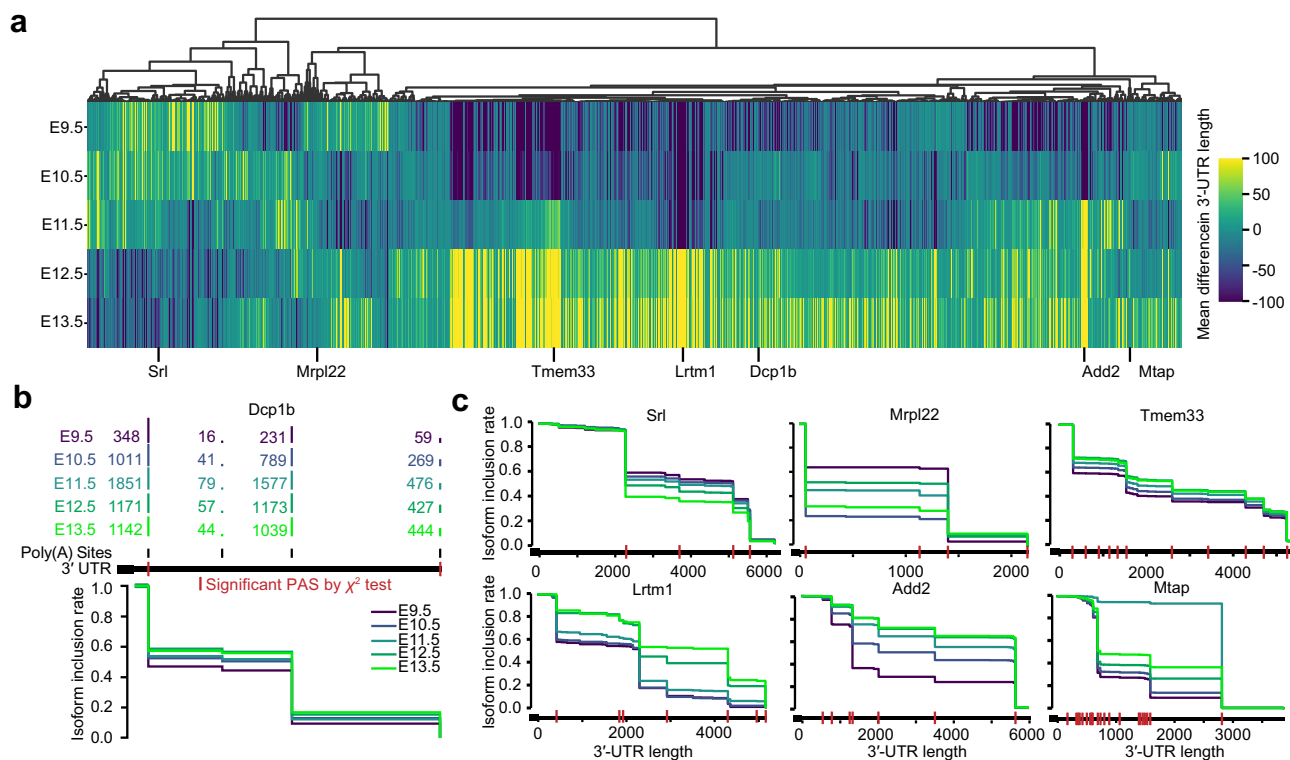 a
E9.5
E10.5
E11.5
E12.5
E13.5
Srl
Mrpl22
Tmem33
Lrtm1
Dcp1b
Add2
Mtap
Mean differencein 3′-UTR length
100
50
0
-50
-100
b
Dcp1b
E9.5 348 16 231 59
E10.5 1011 41 789 269
E11.5 1851 79 1577 476
E12.5 1171 57 1173 427
E13.5 1142 44 1039 444
Poly(A) Sites
3′ UTR
Significant PAS by χ² test
Isoform inclusion rate
1.0
0.8
0.6
0.4
0.2
0.0
E9.5
E10.5
E11.5
E12.5
E13.5
c
Srl
Isoform inclusion rate
1.0
0.8
0.6
0.4
0.2
0.0
0 2000 4000 6000
Mrpl22
0 1000 2000
Tmem33
0 2000 4000
Lrtm1
Isoform inclusion rate
1.0
0.8
0.6
0.4
0.2
0.0
0 1000 2000 3000 4000 5000
3′-UTR length
Add2
0 2000 4000 6000
3′-UTR length
Mtap
0 1000 2000 3000
3′-UTR length